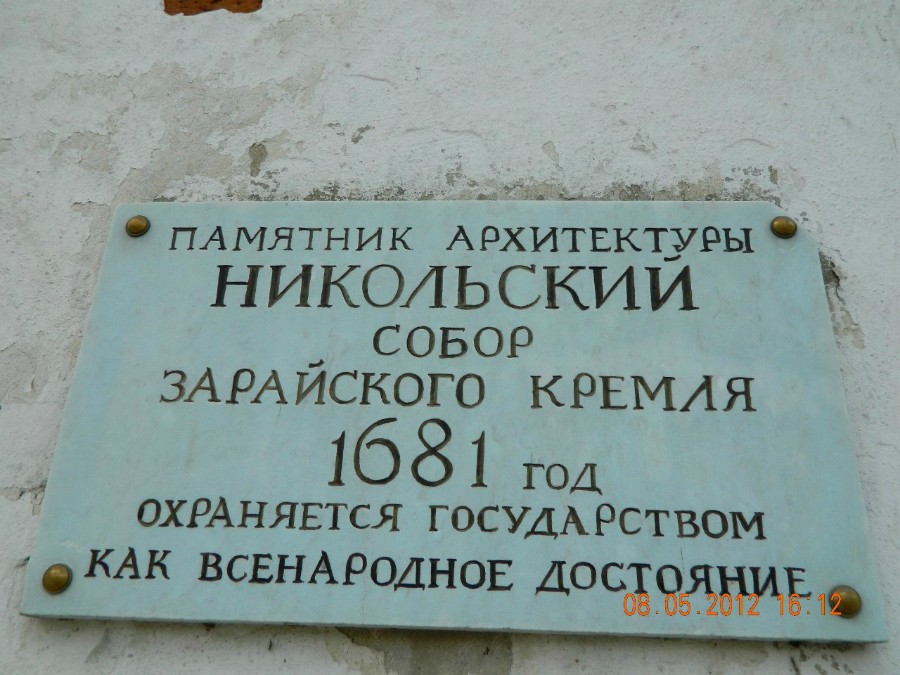 ПАМЯТНИК АРХИТЕКТУРЫ
НИКОЛЬСКИЙ
СОБОР
ЗАРАЙСКОГО КРЕМЛЯ
1681 ГОД
ОХРАНЯЕТСЯ ГОСУДАРСТВОМ
КАК ВСЕНАРОДНОЕ ДОСТОЯНИЕ
08.05.2012 16:12